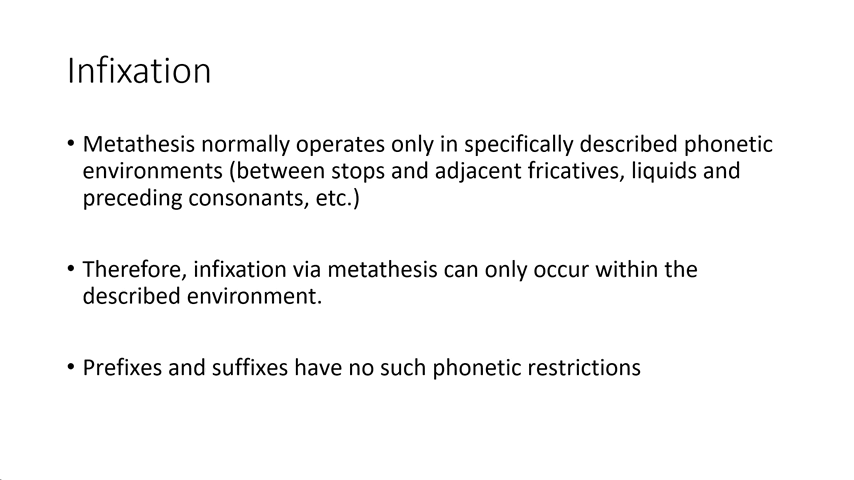 Infixation
• Metathesis normally operates only in specifically described phonetic
environments (between stops and adjacent fricatives, liquids and
preceding consonants, etc.)
• Therefore, infixation via metathesis can only occur within the
described environment.
• Prefixes and suffixes have no such phonetic restrictions